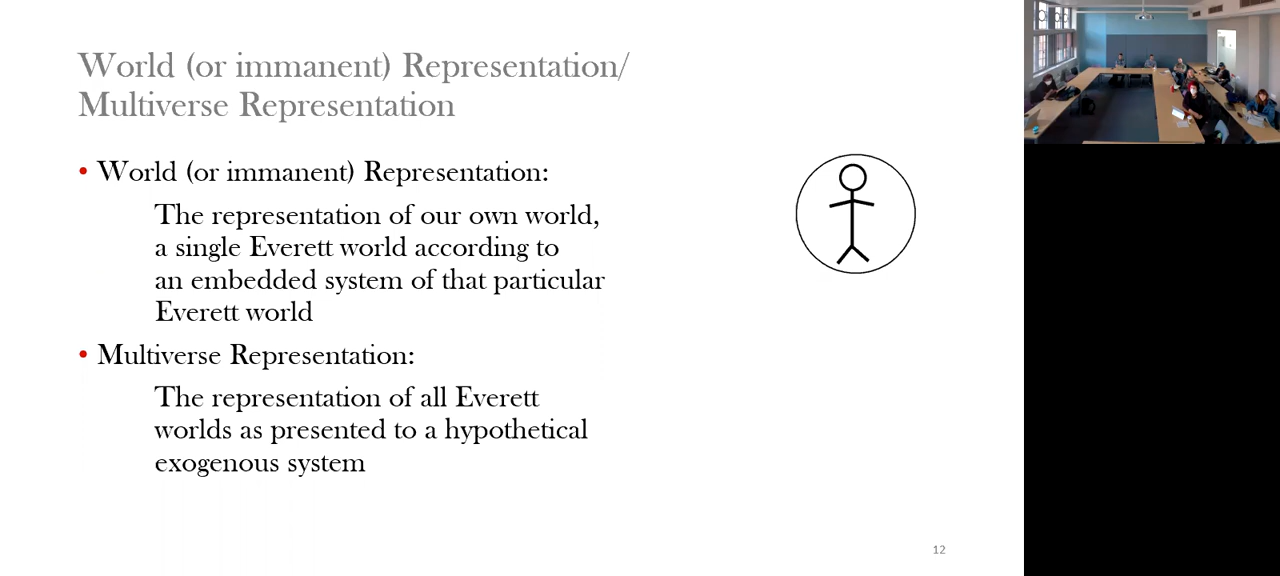 World (or immanent) Representation/
Multiverse Representation
• World (or immanent) Representation:
The representation of our own world,
a single Everett world according to
an embedded system of that particular
Everett world
• Multiverse Representation:
The representation of all Everett
worlds as presented to a hypothetical
exogenous system
12